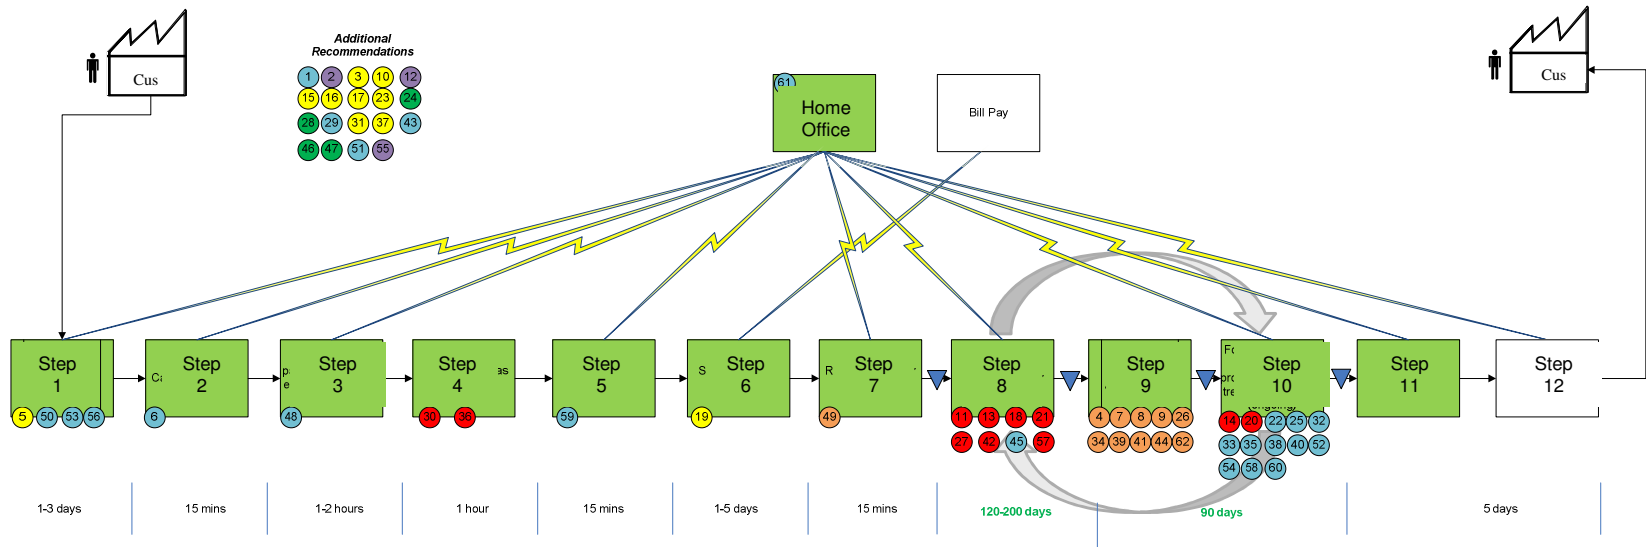 Additional
Recommendations
1 2 3 10 12
15 16 17 23 24
28 29 31 37 43
46 47 51 55
Cus
Cus
61
Home
Office
Bill Pay
Step
1
Step
2
Step
3
Step
4
as
Step
5
S
Step
6
R
Step
7
Step
8
Step
9
Step
10
Step
11
Step
12
5 50 53 56
6
48
30 36
59
19
49
11 13 18 21
27 42 45 57
4 7 8 9 26
34 39 41 44 62
(ongoing)
14 20 22 25 32
33 35 38 40 52
54 58 60
1-3 days
15 mins
1-2 hours
1 hour
15 mins
1-5 days
15 mins
120-200 days
90 days
5 days